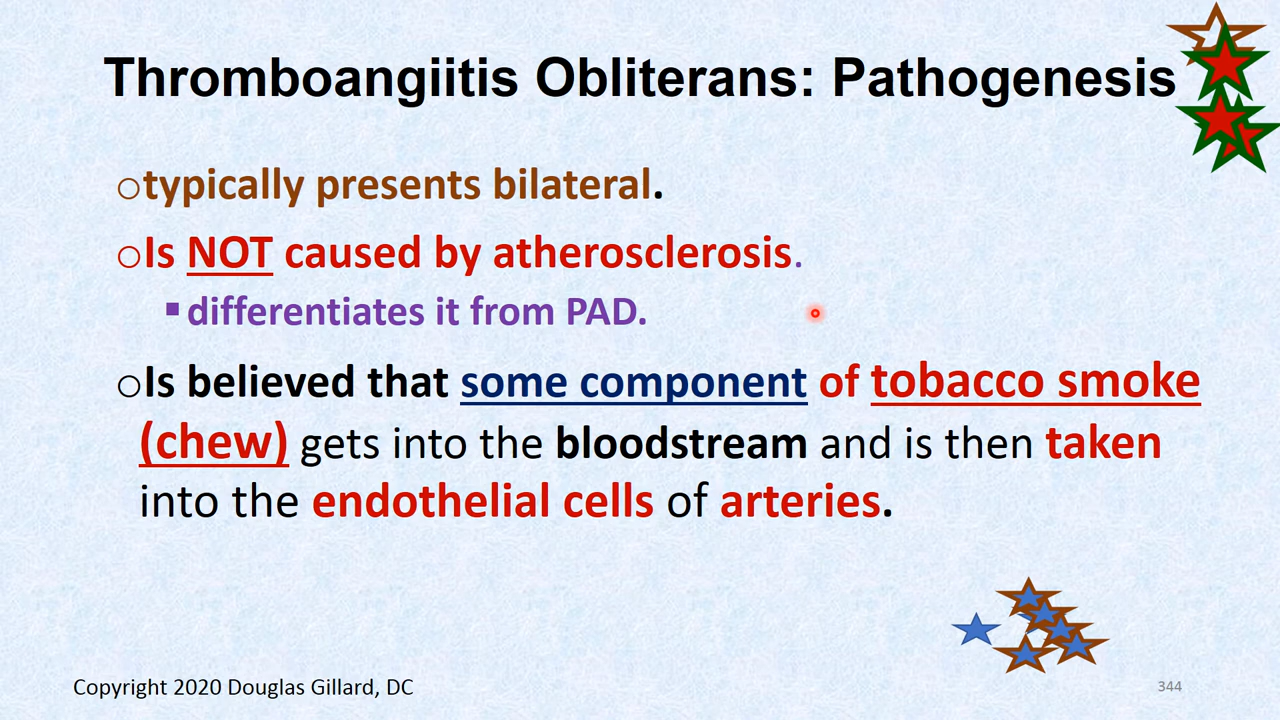 Thromboangiitis Obliterans: Pathogenesis
typically presents bilateral.
Is NOT caused by atherosclerosis.
differentiates it from PAD.
Is believed that some component of tobacco smoke
(chew) gets into the bloodstream and is then taken
into the endothelial cells of arteries.
Copyright 2020 Douglas Gillard, DC
344